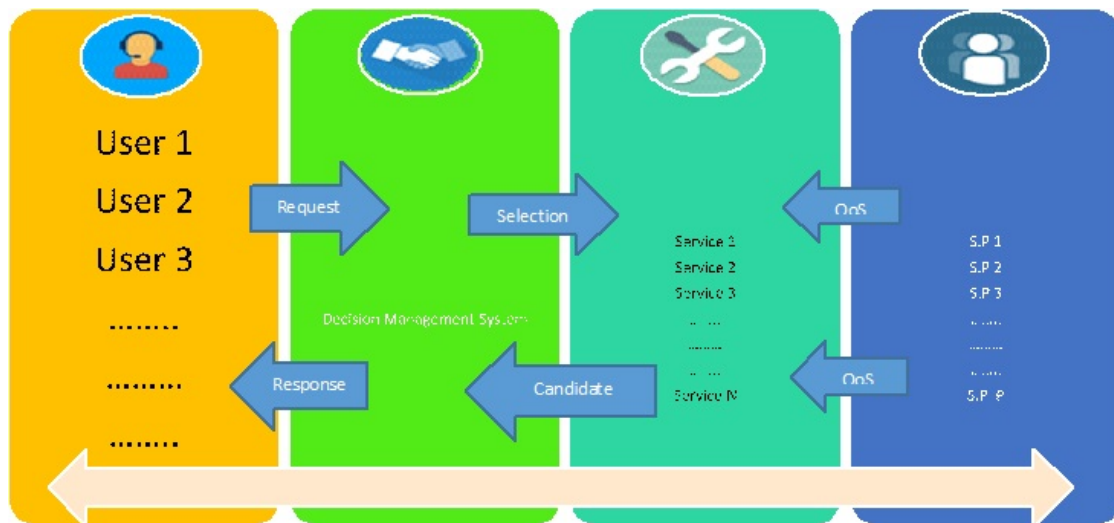 User 1
User 2
User 3
........
.........
........
Request
Response
Decision Management System
Selection
Candidate
Service 1
Service 2
Service 3
.......
........
.......
Service N
QoS
QoS
S.P 1
S.P 2
S.P 3
.......
........
.......
S.P P